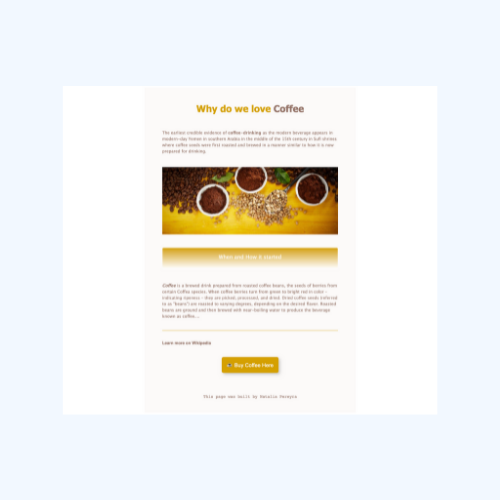 Why do we love Coffee
The earliest credible evidence of coffee-drinking as the modern beverage appears in
modern-day Yemen in southern Arabia in the middle of the 15th century in Sufi shrines
where coffee seeds were first roasted and brewed in a manner similar to how it is now
prepared for drinking.
When and How it started
Coffee is a brewed drink prepared from roasted coffee beans, the seeds of berries from
certain Coffea species. When coffee berries turn from green to bright red in color –
indicating ripeness – they are picked, processed, and dried. Dried coffee seeds (referred
to as "beans") are roasted to varying degrees, depending on the desired flavor. Roasted
beans are ground and then brewed with near-boiling water to produce the beverage
known as coffee...
Learn more on Wikipedia
Buy Coffee Here
This page was built by Natalia Pereyra